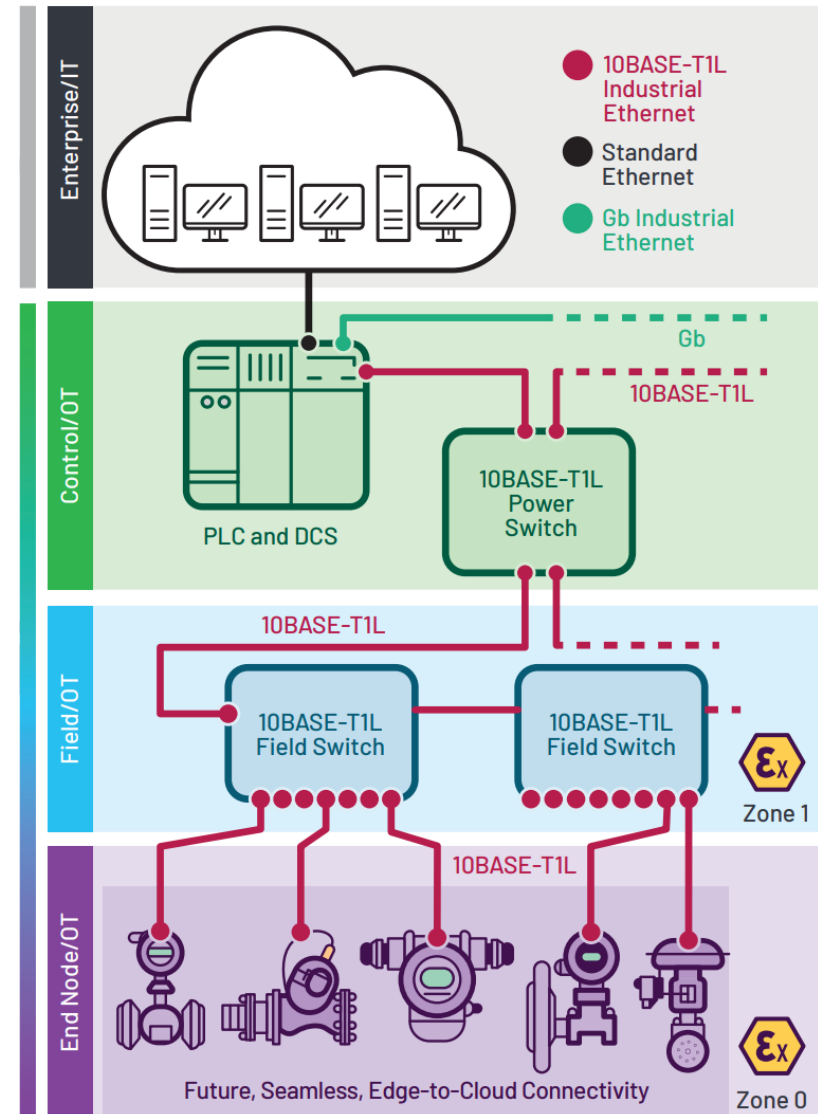 Enterprise/IT
10BASE-T1L
Industrial
Ethernet
Standard
Ethernet
Gb Industrial
Ethernet
Control/OT
Gb
10BASE-T1L
10BASE-T1L
Power
Switch
PLC and DCS
Field/OT
10BASE-T1L
10BASE-T1L
Field Switch
10BASE-T1L
Field Switch
Ex
Zone 1
End Node/OT
10BASE-T1L
Future, Seamless, Edge-to-Cloud Connectivity
Ex
Zone 0